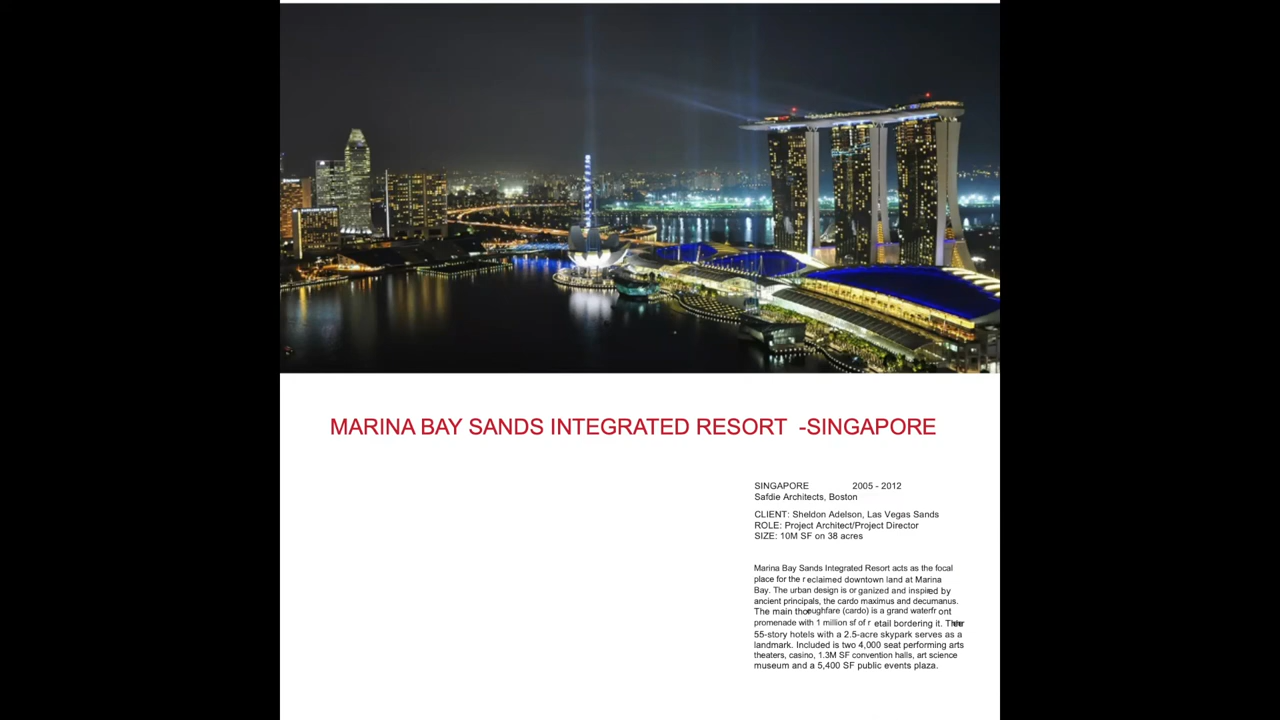 MARINA BAY SANDS INTEGRATED RESORT -SINGAPORE
SINGAPORE 2005 - 2012
Safdie Architects, Boston
CLIENT: Sheldon Adelson, Las Vegas Sands
ROLE: Project Architect/Project Director
SIZE: 10M SF on 38 acres
Marina Bay Sands Integrated Resort acts as the focal
place for the reclaimed downtown land at Marina
Bay. The urban design is organized and inspired by
ancient principals, the cardo maximus and decumanus.
The main thoroughfare (cardo) is a grand waterfront
promenade with 1 million sf of retail bordering it.
55-story hotels with a 2.5-acre skypark serves as a
landmark. Included is two 4,000 seat performing arts
theaters, casino, 1.3M SF convention halls, art science
museum and a 5,400 SF public events plaza.